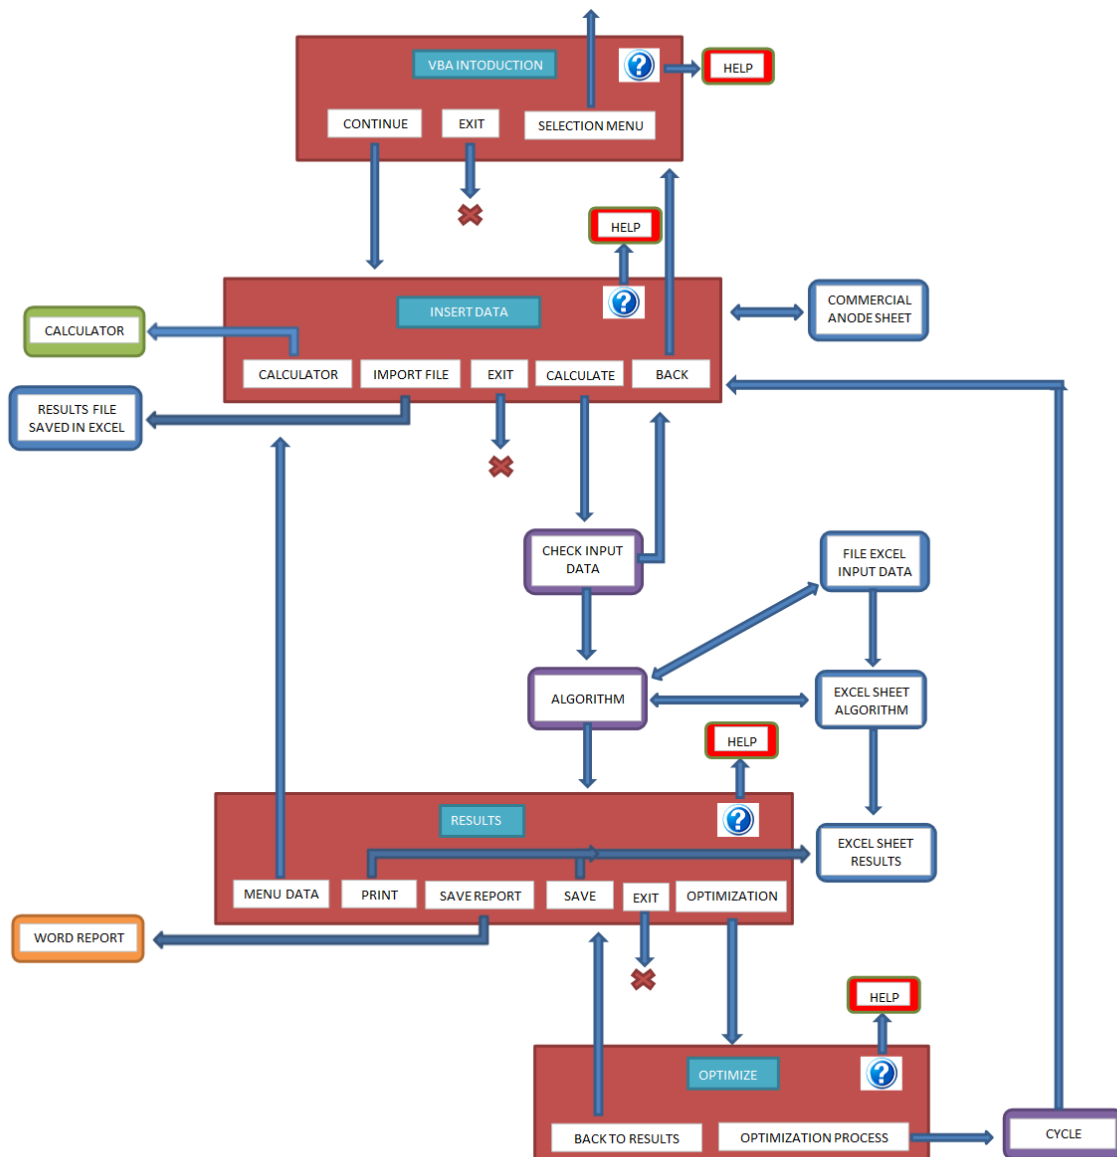 VBA INTODUCTION
?
HELP
CONTINUE
EXIT
SELECTION MENU
HELP
?
INSERT DATA
COMMERCIAL
ANODE SHEET
CALCULATOR
CALCULATOR
IMPORT FILE
EXIT
CALCULATE
BACK
RESULTS FILE
SAVED IN EXCEL
CHECK INPUT
DATA
FILE EXCEL
INPUT DATA
ALGORITHM
EXCEL SHEET
ALGORITHM
HELP
RESULTS
?
EXCEL SHEET
RESULTS
MENU DATA
PRINT
SAVE REPORT
SAVE
EXIT
OPTIMIZATION
WORD REPORT
HELP
OPTIMIZE
?
BACK TO RESULTS
OPTIMIZATION PROCESS
CYCLE